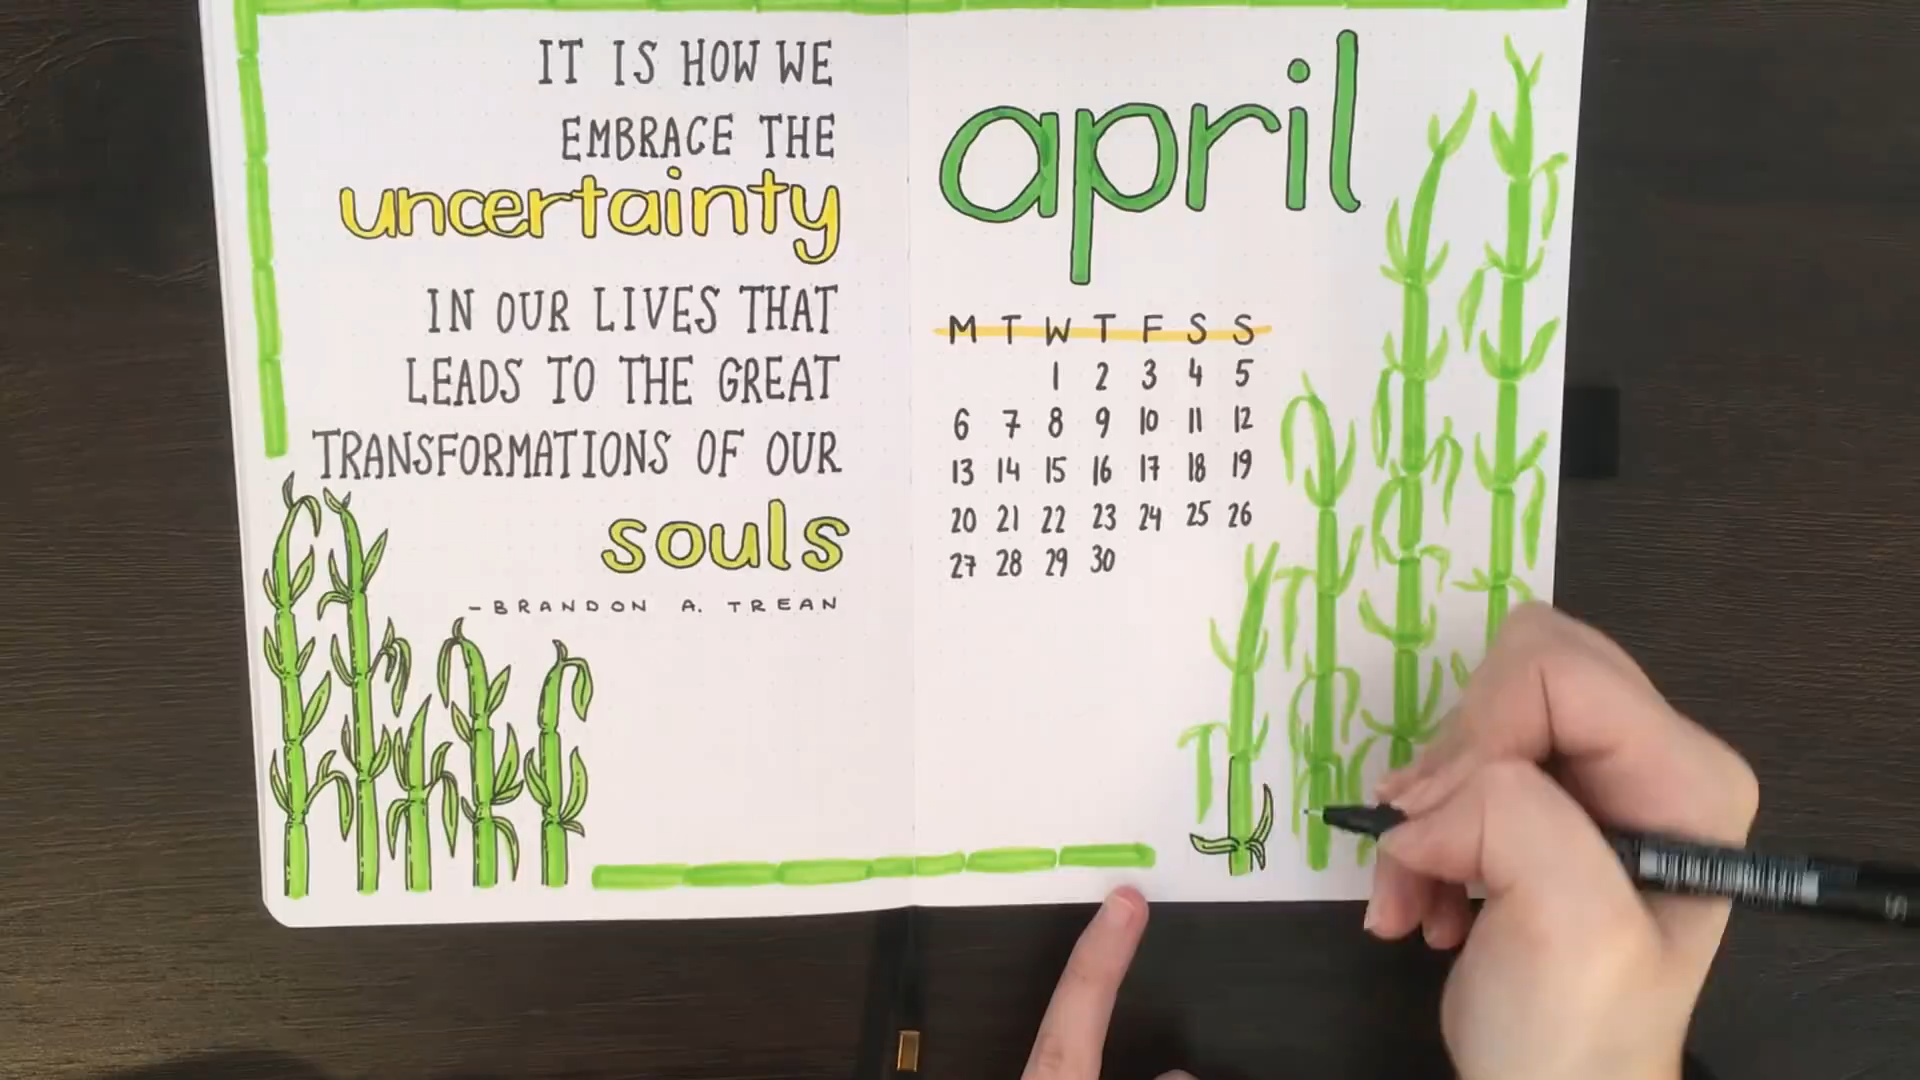 IT IS HOW WE
EMBRACE THE
uncertainty
IN OUR LIVES THAT
LEADS TO THE GREAT
TRANSFORMATIONS OF OUR
souls
- BRANDON A. TREAN
april
M T W T F S S
1 2 3 4 5
6 7 8 9 10 11 12
13 14 15 16 17 18 19
20 21 22 23 24 25 26
27 28 29 30
S